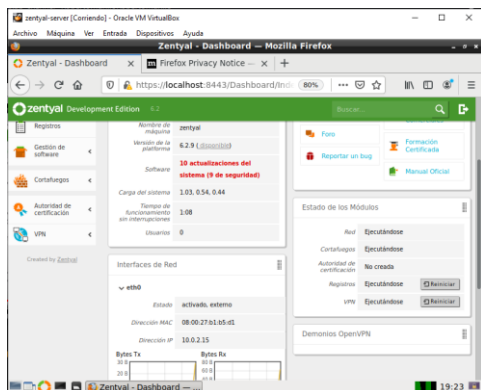 zentyal-server [Corriendo] - Oracle VM VirtualBox
Archivo Máquina Ver Entrada Dispositivos Ayuda
Zentyal - Dashboard — Mozilla Firefox
Zentyal - Dashboard
Firefox Privacy Notice —
https://localhost:8443/Dashboard/Ind
80%
zentyal Development Edition 6.2
Buscar...
Registros
Gestión de software
Cortafuegos
Autoridad de certificación
VPN
Created by Zentyal
Nombre de máquina zentyal
Versión de la plataforma 6.2.9 (disponible)
Software 10 actualizaciones del sistema (9 de seguridad)
Carga del sistema 1.03, 0.54, 0.44
Tiempo de funcionamiento sin interrupciones 1:08
Usuarios 0
Interfaces de Red
eth0
Estado activado, externo
Dirección MAC 08:00:27:b1:b5:d1
Dirección IP 10.0.2.15
Bytes Tx Bytes Rx
30 B 80 B
60 B
20 B 40 B
Foro
Reportar un bug
Formación Certificada
Manual Oficial
Estado de los Módulos
Red Ejecutándose
Cortafuegos Ejecutándose
Autoridad de certificación No creada
Registros Ejecutándose Reiniciar
VPN Ejecutándose Reiniciar
Demonios OpenVPN
Zentyal - Dashboard — ...
19:23